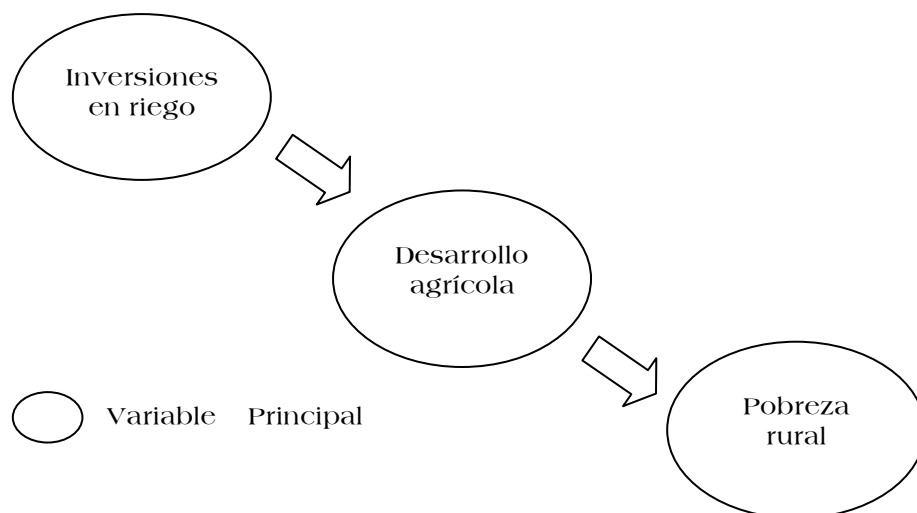 Inversiones
en riego
Desarrollo
agrícola
Variable Principal
Pobreza
rural